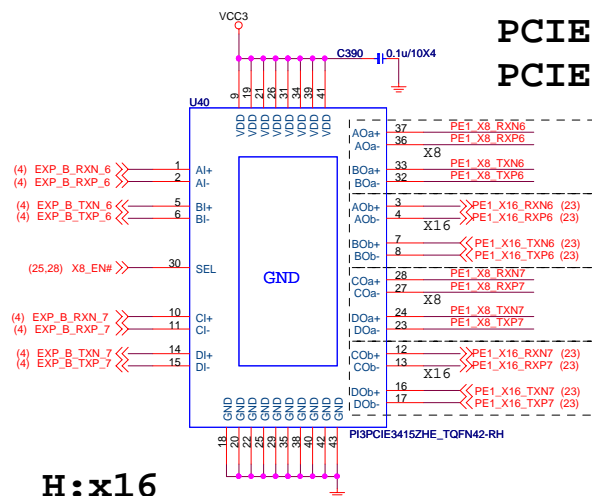 VCC3
PCIE
PCIE
C390
0.1u/10X4
U40
9 19 21 26 31 34 39 41
VDD VDD VDD VDD VDD VDD VDD VDD
AOa+ 37 PE1_X8_RXN6
AOa- 36 PE1_X8_RXP6
X8
(4) EXP_B_RXN_6 1 AI+
(4) EXP_B_RXP_6 2 AI-
BOa+ 33 PE1_X8_TXN6
BOa- 32 PE1_X8_TXP6
(4) EXP_B_TXN_6 5 BI+
(4) EXP_B_TXP_6 6 BI-
AOb+ 3 PE1_X16_RXN6 (23)
AOb- 4 PE1_X16_RXP6 (23)
X16
BOb+ 7 PE1_X16_TXN6 (23)
BOb- 8 PE1_X16_TXP6 (23)
(25,28) X8_EN# 30 SEL
GND
COa+ 28 PE1_X8_RXN7
COa- 27 PE1_X8_RXP7
X8
(4) EXP_B_RXN_7 10 CI+
(4) EXP_B_RXP_7 11 CI-
DOa+ 24 PE1_X8_TXN7
DOa- 23 PE1_X8_TXP7
(4) EXP_B_TXN_7 14 DI+
(4) EXP_B_TXP_7 15 DI-
COb+ 12 PE1_X16_RXN7 (23)
COb- 13 PE1_X16_RXP7 (23)
X16
DOb+ 16 PE1_X16_TXN7 (23)
DOb- 17 PE1_X16_TXP7 (23)
GND GND GND GND GND GND GND GND GND GND
18 20 22 25 29 35 38 40 42 43
PI3PCIE3415ZHE_TQFN42-RH
H:x16